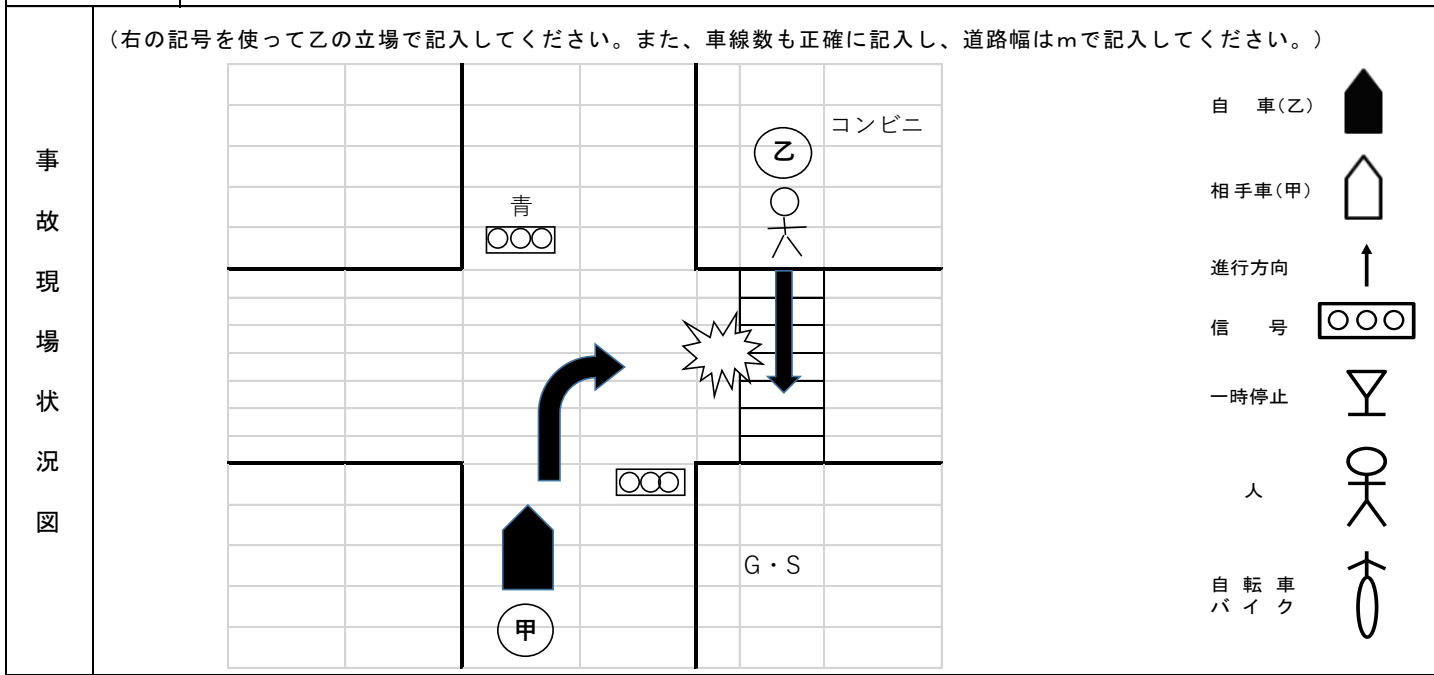 (右の記号を使って乙の立場で記入してください。また、車線数も正確に記入し、道路幅はmで記入してください。)
事故現場状況図
コンビニ
乙
青
G・S
甲
自 車(乙)
相手車(甲)
進行方向
信 号
一時停止
人
自転車
バイク